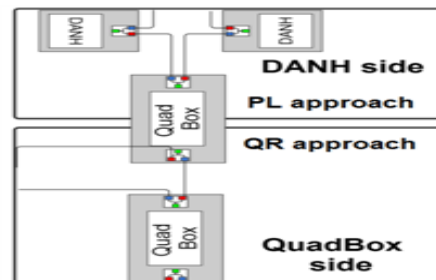 DANH
DANH
DANH side
PL approach
Quad
Box
QR approach
Quad
Box
QuadBox
side